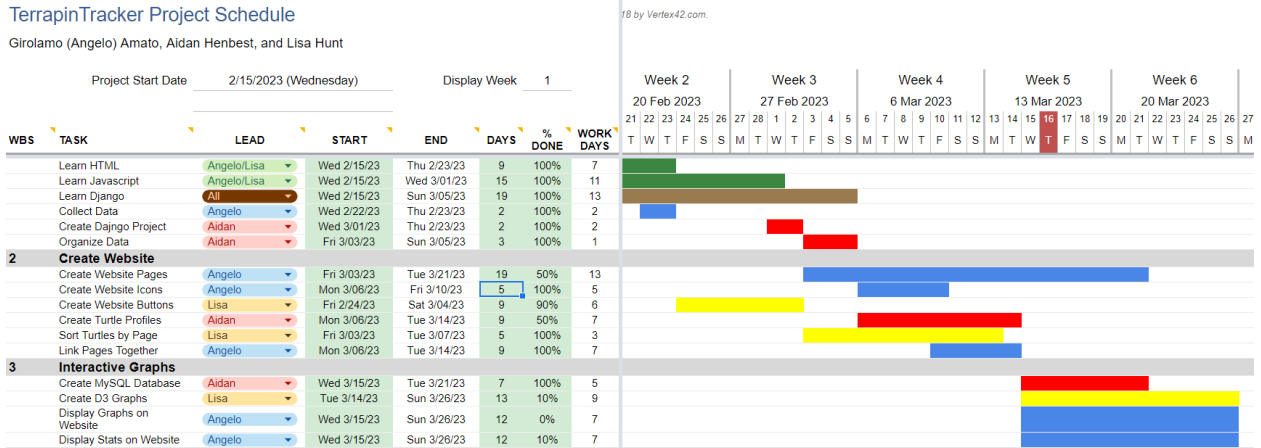 TerrapinTracker Project Schedule
18 by Vertex42.com.
Girolamo (Angelo) Amato, Aidan Henbest, and Lisa Hunt
Project Start Date 2/15/2023 (Wednesday) Display Week 1
Week 2 Week 3 Week 4 Week 5 Week 6
20 Feb 2023 27 Feb 2023 6 Mar 2023 13 Mar 2023 20 Mar 2023
21 22 23 24 25 26 27 28 1 2 3 4 5 6 7 8 9 10 11 12 13 14 15 16 17 18 19 20 21 22 23 24 25 26 27
WBS TASK LEAD START END DAYS % DONE WORK DAYS T W T F S S M T W T F S S M T W T F S S M T W T F S S M T W T F S S M
Learn HTML Angelo/Lisa Wed 2/15/23 Thu 2/23/23 9 100% 7
Learn Javascript Angelo/Lisa Wed 2/15/23 Wed 3/01/23 15 100% 11
Learn Django All Wed 2/15/23 Sun 3/05/23 19 100% 13
Collect Data Angelo Wed 2/22/23 Thu 2/23/23 2 100% 2
Create Dajngo Project Aidan Wed 3/01/23 Thu 2/23/23 2 100% 2
Organize Data Aidan Fri 3/03/23 Sun 3/05/23 3 100% 1
2 Create Website
Create Website Pages Angelo Fri 3/03/23 Tue 3/21/23 19 50% 13
Create Website Icons Angelo Mon 3/06/23 Fri 3/10/23 5 100% 5
Create Website Buttons Lisa Fri 2/24/23 Sat 3/04/23 9 90% 6
Create Turtle Profiles Aidan Mon 3/06/23 Tue 3/14/23 9 50% 7
Sort Turtles by Page Lisa Fri 3/03/23 Tue 3/07/23 5 100% 3
Link Pages Together Angelo Mon 3/06/23 Tue 3/14/23 9 100% 7
3 Interactive Graphs
Create MySQL Database Aidan Wed 3/15/23 Tue 3/21/23 7 100% 5
Create D3 Graphs Lisa Tue 3/14/23 Sun 3/26/23 13 10% 9
Display Graphs on
Website Angelo Wed 3/15/23 Sun 3/26/23 12 0% 7
Display Stats on Website Angelo Wed 3/15/23 Sun 3/26/23 12 10% 7